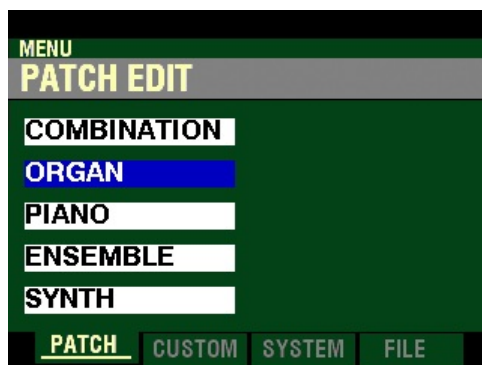 MENU
PATCH EDIT
COMBINATION
ORGAN
PIANO
ENSEMBLE
SYNTH
PATCH CUSTOM SYSTEM FILE